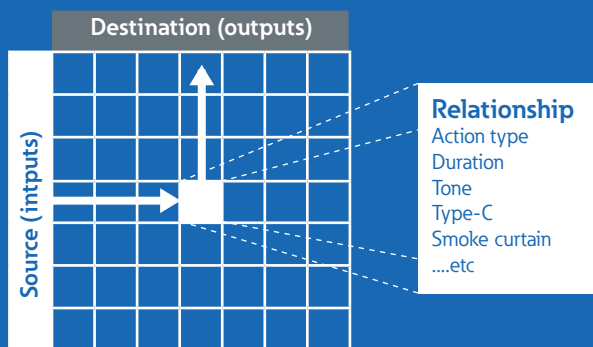 Destination (outputs)
Source (intputs)
Relationship
Action type
Duration
Tone
Type-C
Smoke curtain
....etc